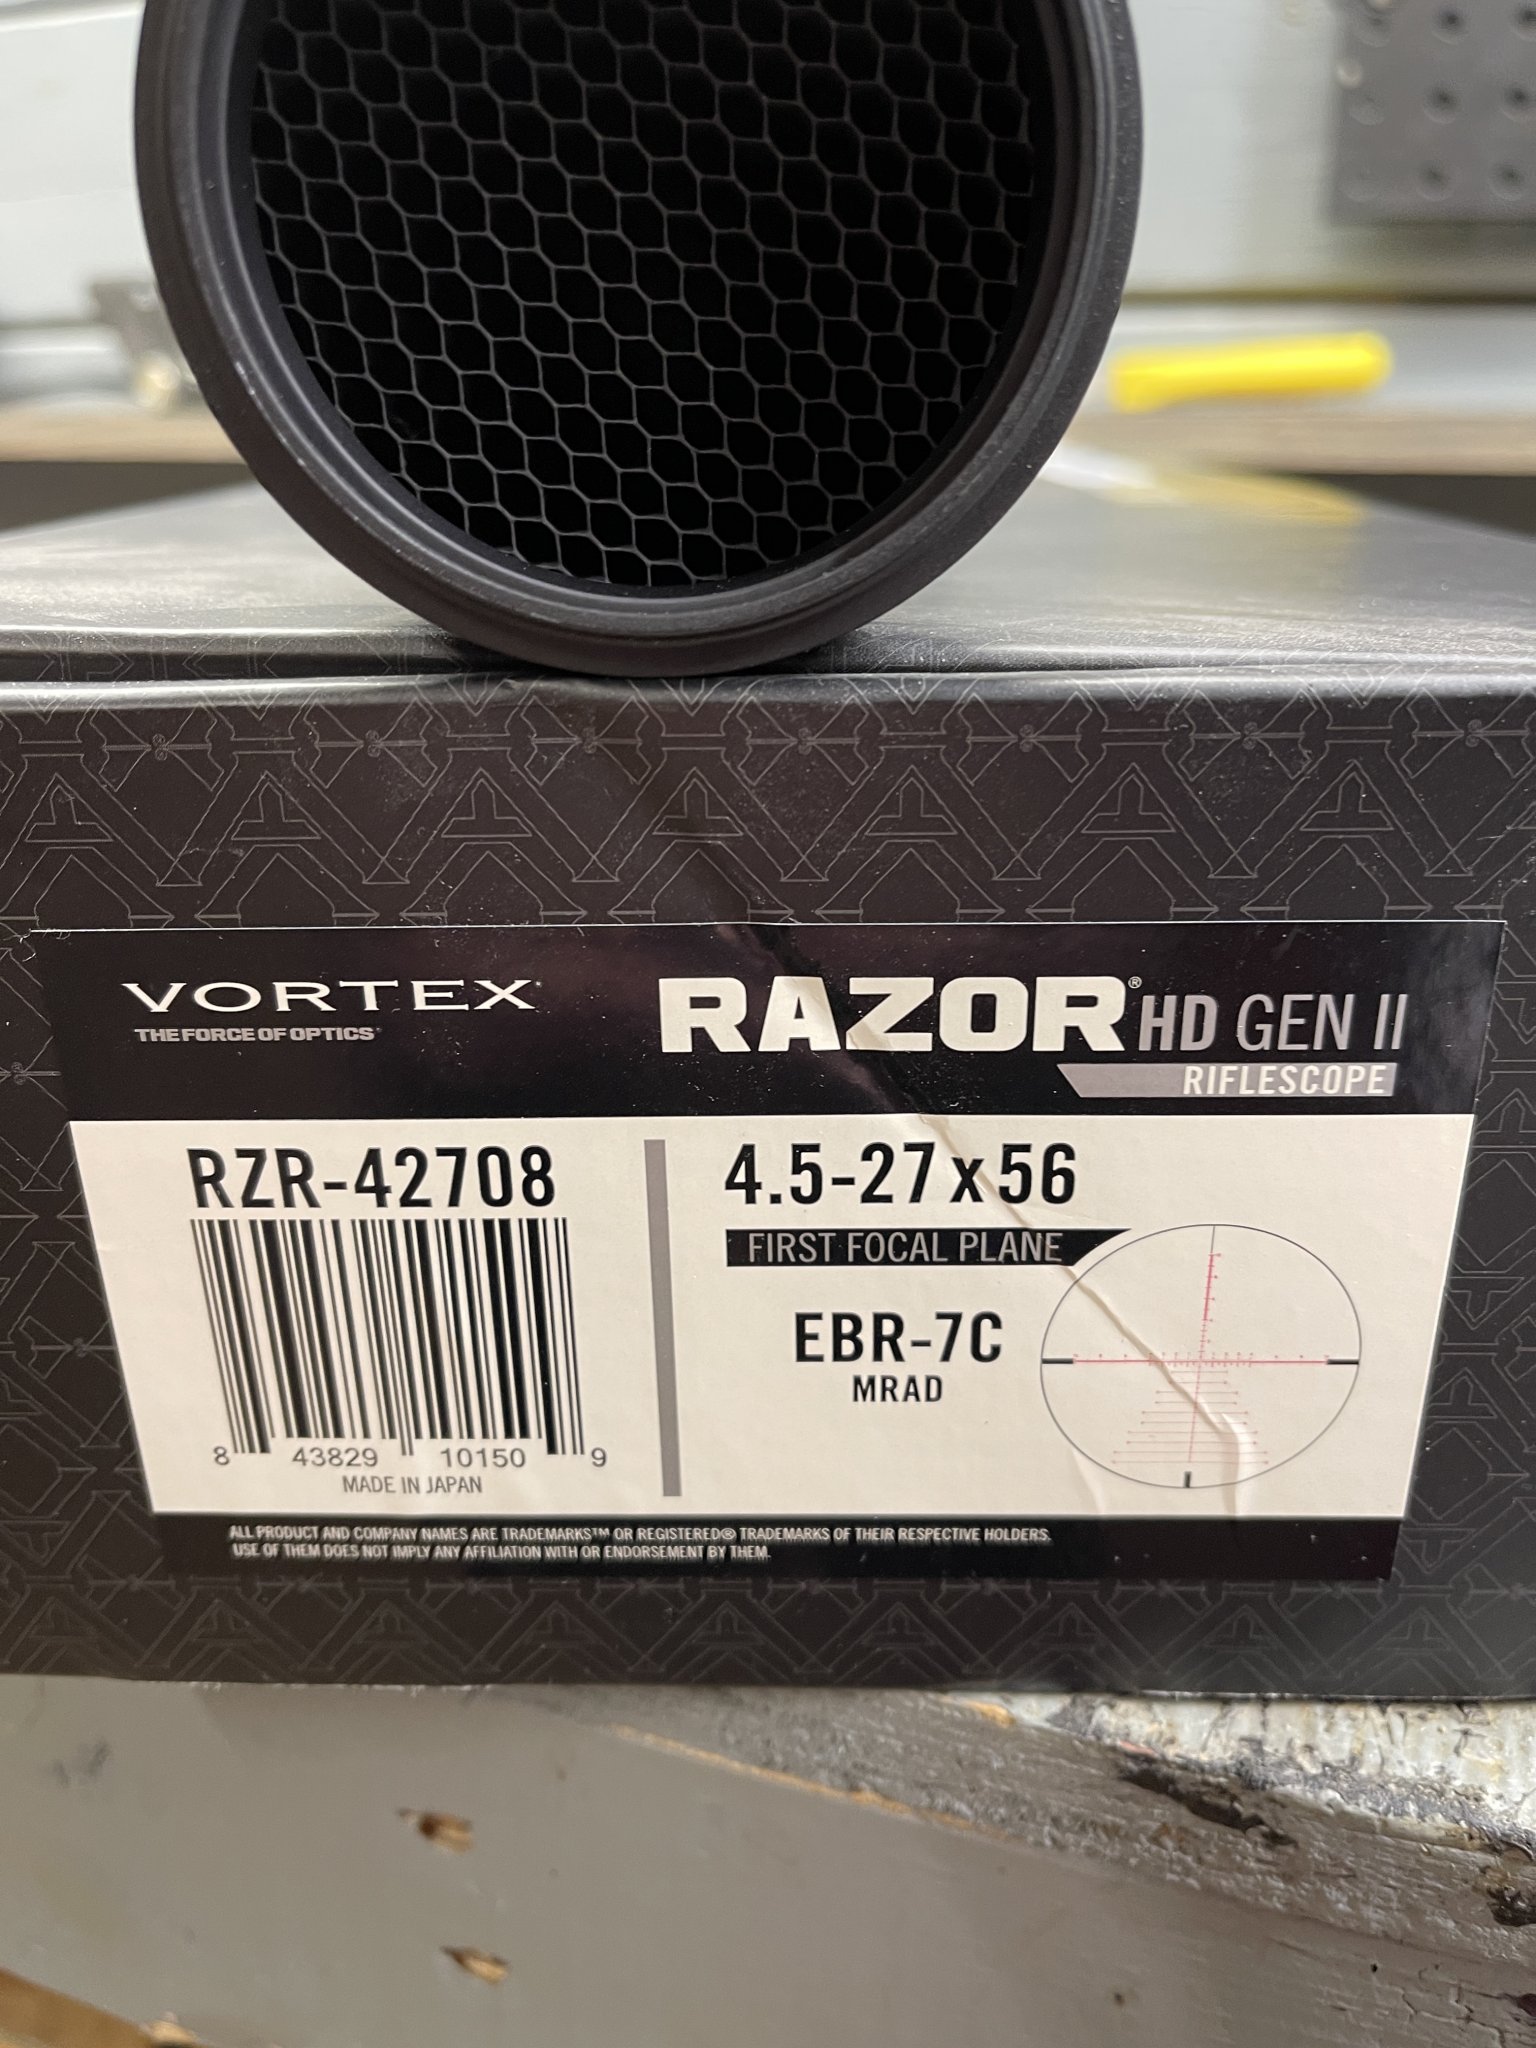 VORTEX
THE FORCE OF OPTICS
RAZOR® HD GEN II
RIFLESCOPE
RZR-42708
8 43829 10150 9
MADE IN JAPAN
4.5-27 x 56
FIRST FOCAL PLANE
EBR-7C
MRAD
ALL PRODUCT AND COMPANY NAMES ARE TRADEMARKS™ OR REGISTERED® TRADEMARKS OF THEIR RESPECTIVE HOLDERS.
USE OF THEM DOES NOT IMPLY ANY AFFILIATION WITH OR ENDORSEMENT BY THEM.